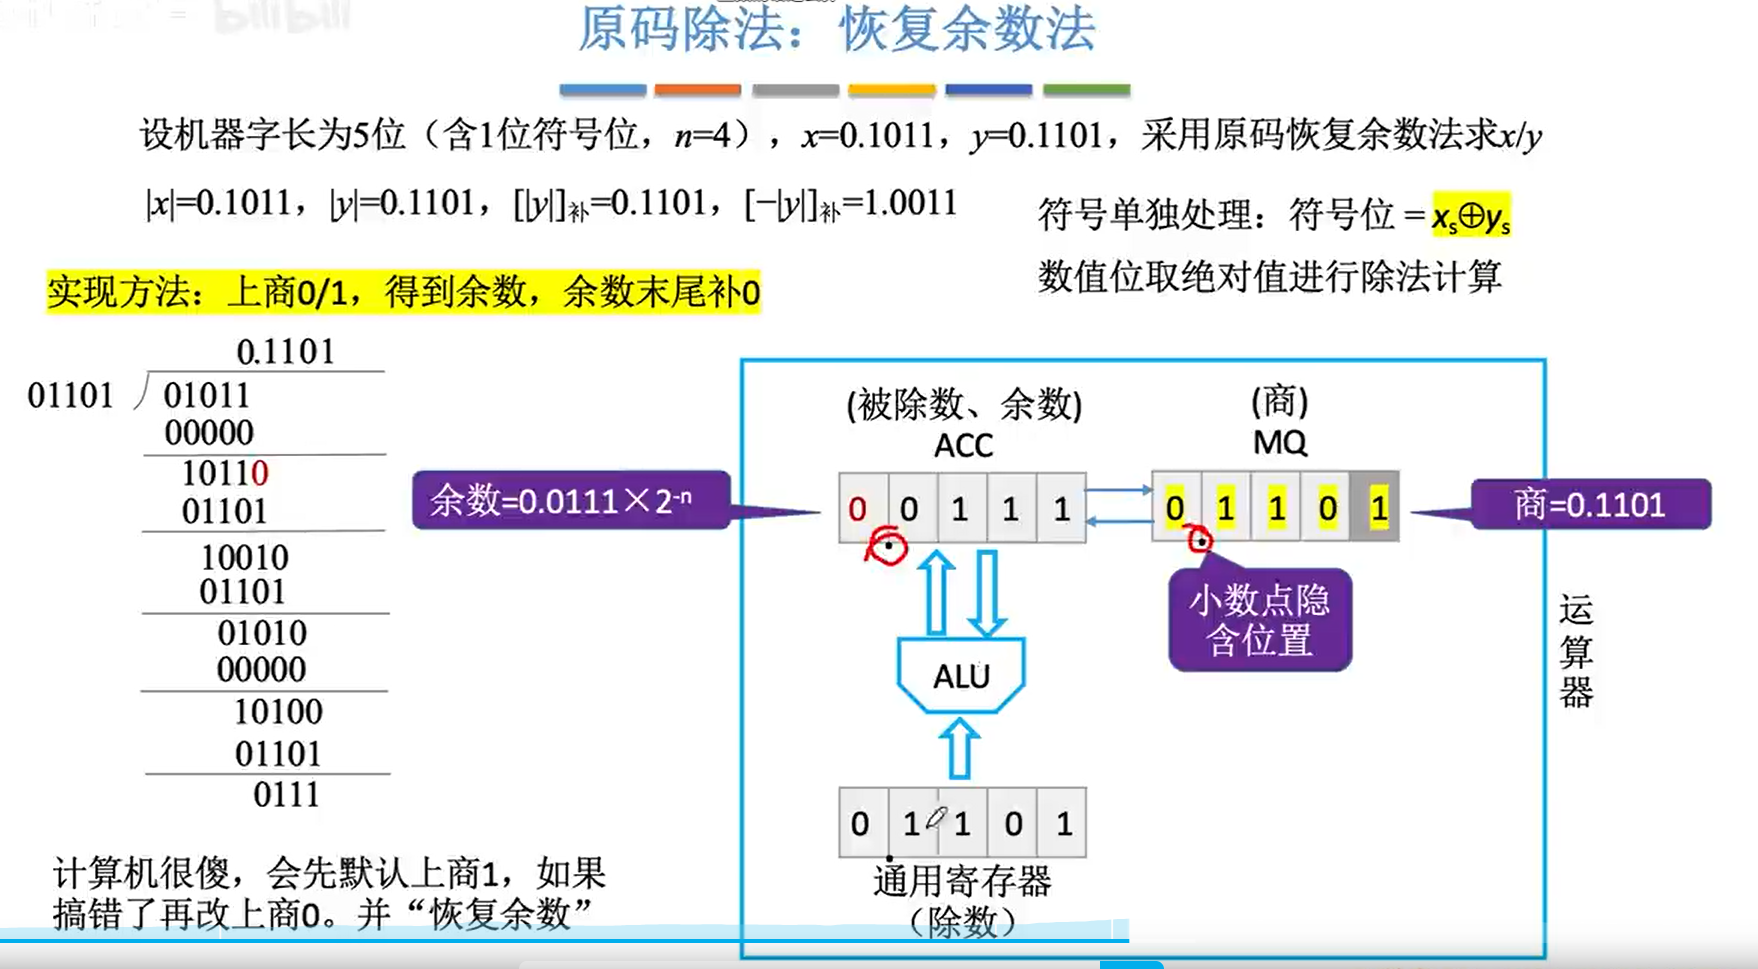 bilibili
原码除法：恢复余数法
设机器字长为5位（含1位符号位，n=4），x=0.1011，y=0.1101，采用原码恢复余数法求x/y
|x|=0.1011，|y|=0.1101，[|y|]补=0.1101，[−|y|]补=1.0011
符号单独处理：符号位 = xs⊕ys
数值位取绝对值进行除法计算
实现方法：上商0/1，得到余数，余数末尾补0
0.1101
01101
01011
00000
10110
01101
10010
01101
01010
00000
10100
01101
0111
计算机很傻，会先默认上商1，如果
搞错了再改上商0。并“恢复余数”
(被除数、余数)
ACC
(商)
MQ
余数=0.0111×2-n
0 0 1 1 1
0 1 1 0 1
商=0.1101
小数点隐
含位置
ALU
0 1 1 0 1
通用寄存器
（除数）
运
算
器